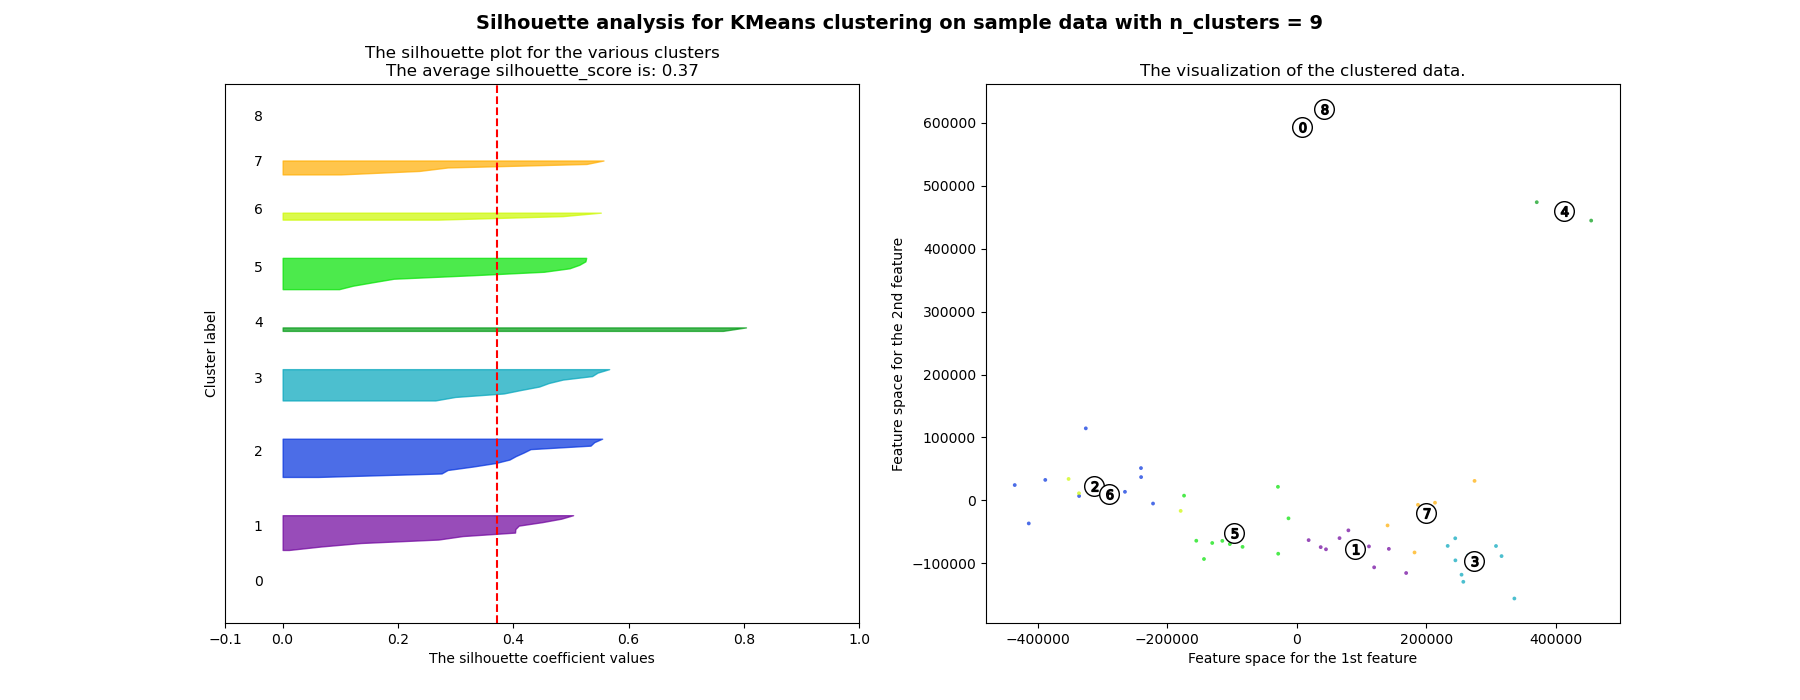 Silhouette analysis for KMeans clustering on sample data with n_clusters = 9
The silhouette plot for the various clusters
The average silhouette_score is: 0.37
8
7
6
5
4
3
2
1
0
Cluster label
−0.1 0.0 0.2 0.4 0.6 0.8 1.0
The silhouette coefficient values
The visualization of the clustered data.
600000
500000
400000
300000
200000
100000
0
−100000
Feature space for the 2nd feature
8
0
4
2
6
7
5
1
3
−400000 −200000 0 200000 400000
Feature space for the 1st feature